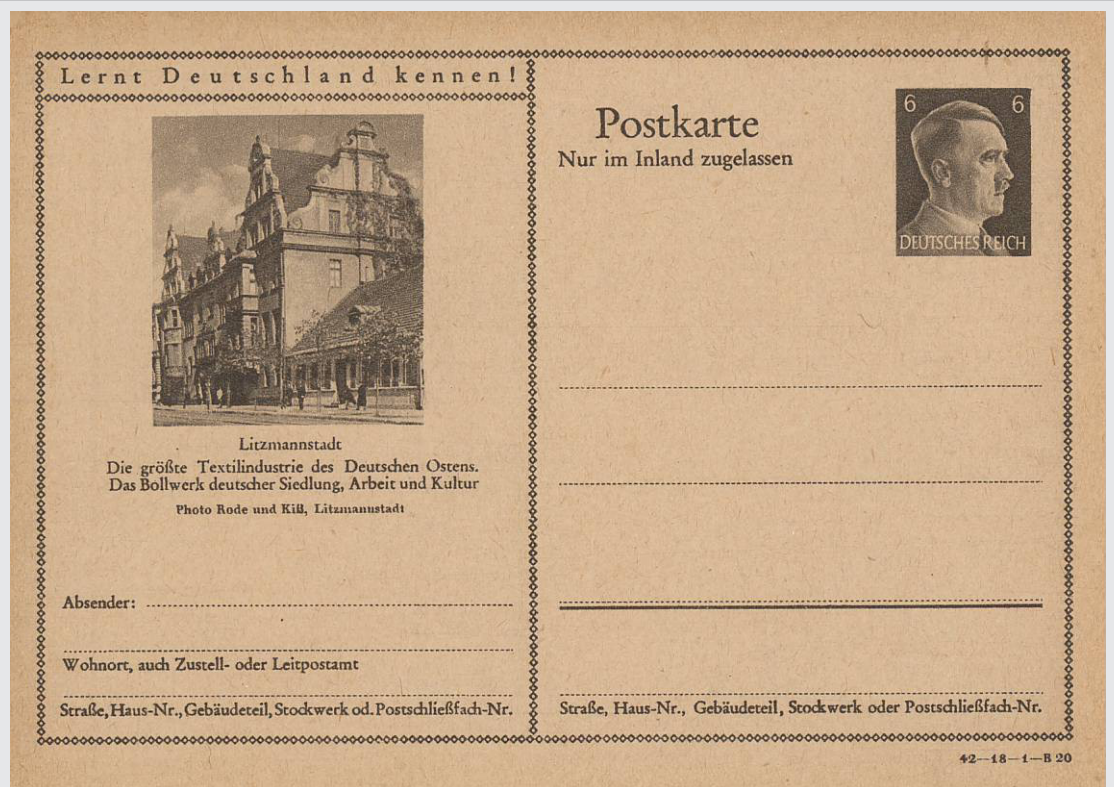 Lernt Deutschland kennen!
Litzmannstadt
Die größte Textilindustrie des Deutschen Ostens.
Das Bollwerk deutscher Siedlung, Arbeit und Kultur
Photo Rode und Kiß, Litzmannstadt
Absender:
Wohnort, auch Zustell- oder Leitpostamt
Straße, Haus-Nr., Gebäudeteil, Stockwerk od. Postschließfach-Nr.
Postkarte
Nur im Inland zugelassen
6 6
DEUTSCHES REICH
Straße, Haus-Nr., Gebäudeteil, Stockwerk oder Postschließfach-Nr.
42—18—1—B 20